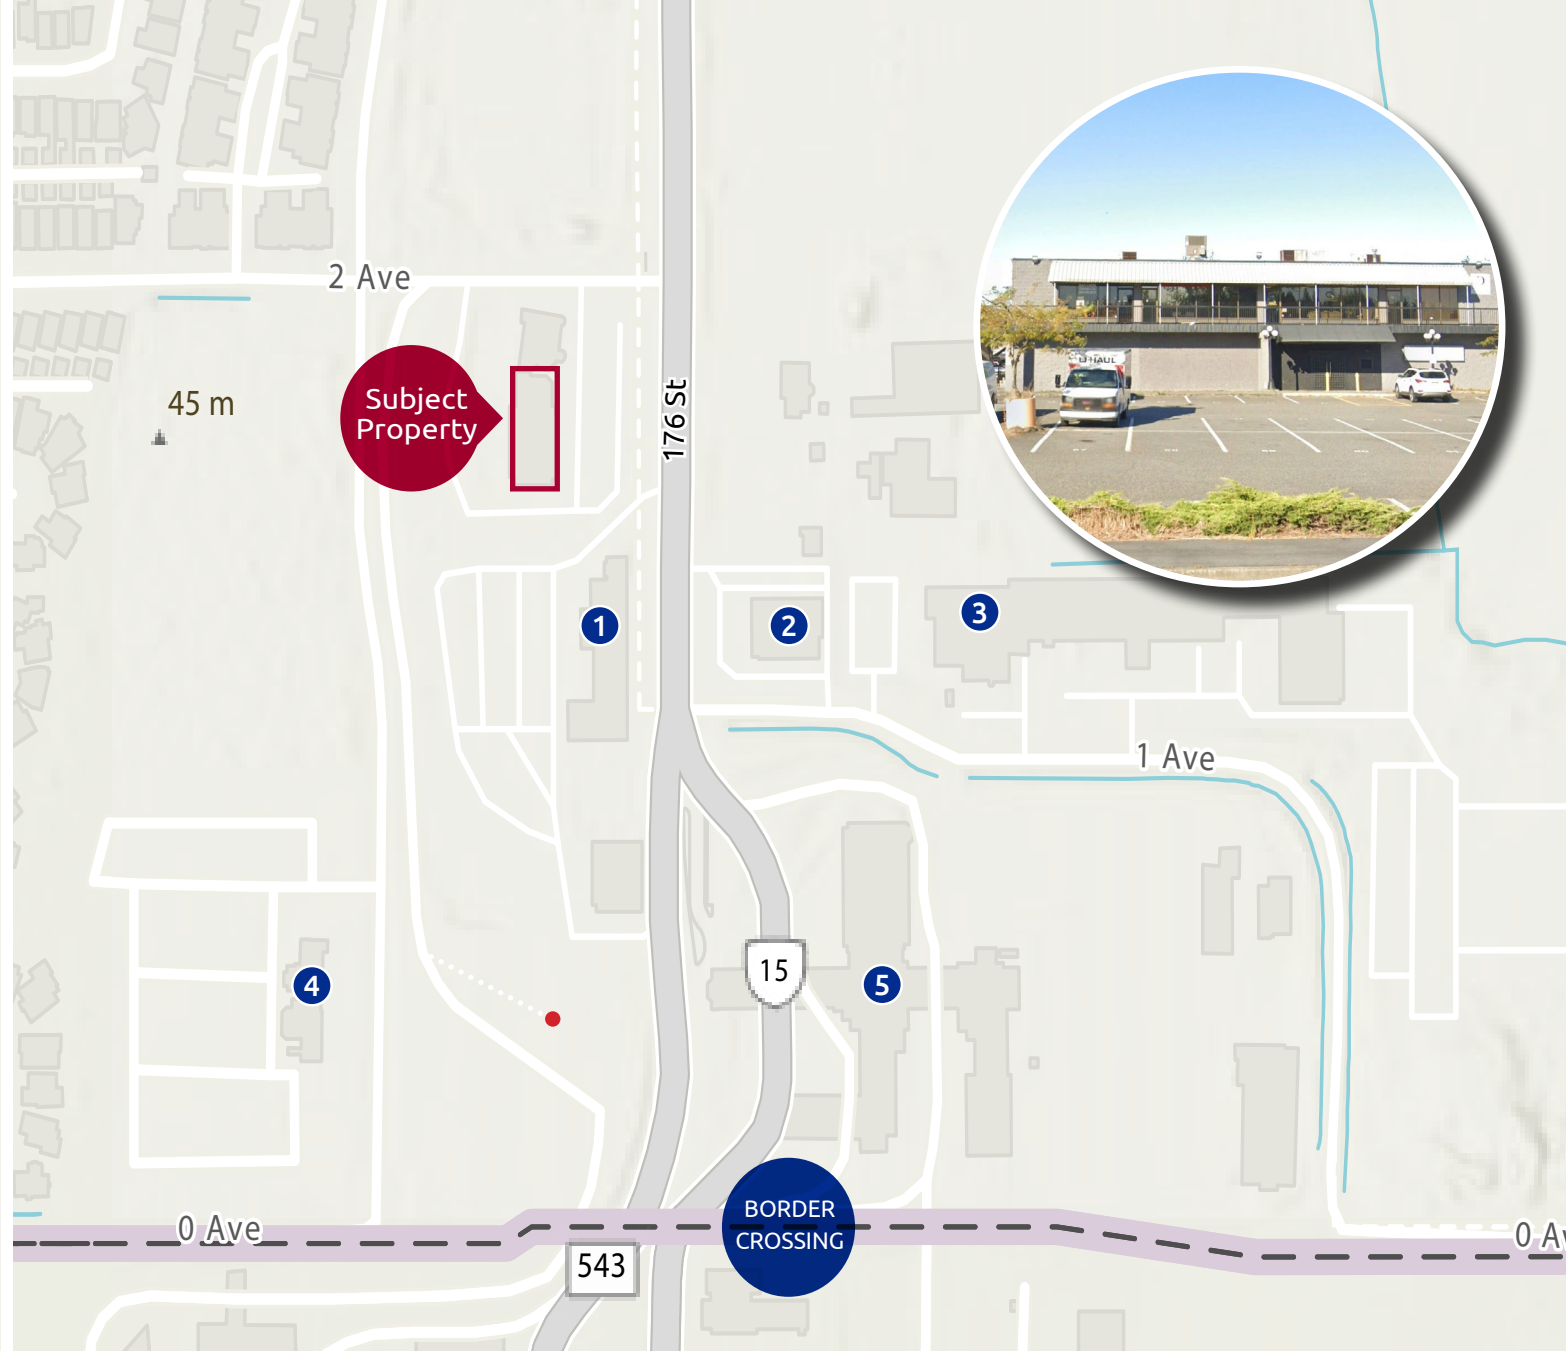 2 Ave
U-HAUL
Subject
Property
45 m
176 St
1
2
3
1 Ave
15
4
5
BORDER
CROSSING
0 Ave
0 Av
543